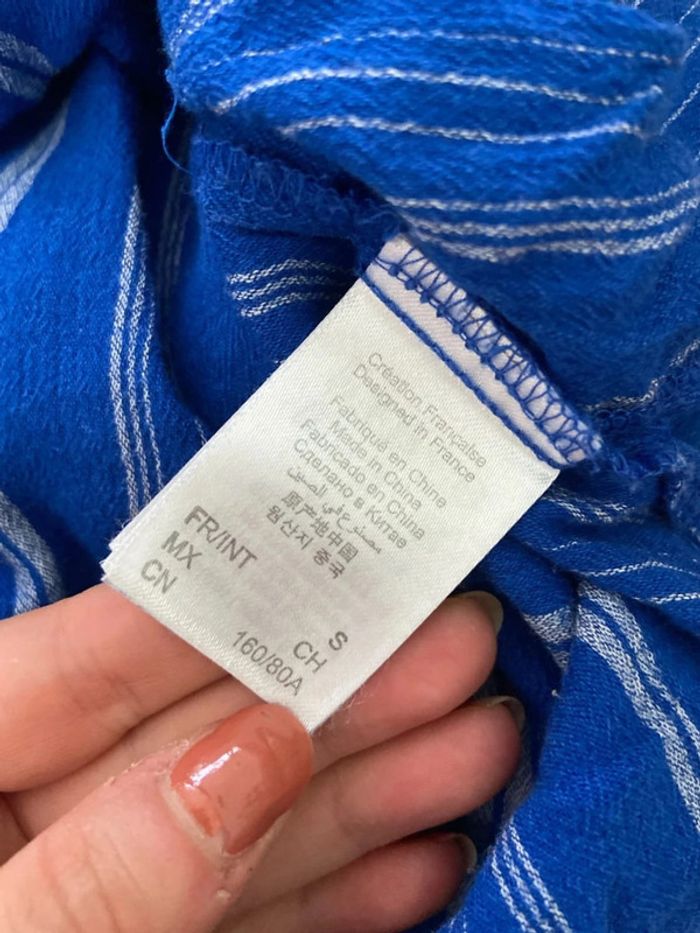 Création Française
Designed in France
Fabriqué en Chine
Made in China
Fabricado en China
Сделано в Китае
مصنوع في الصين
原产地中国
원산지 중국
FR/INT S
MX CH
CN 160/80A